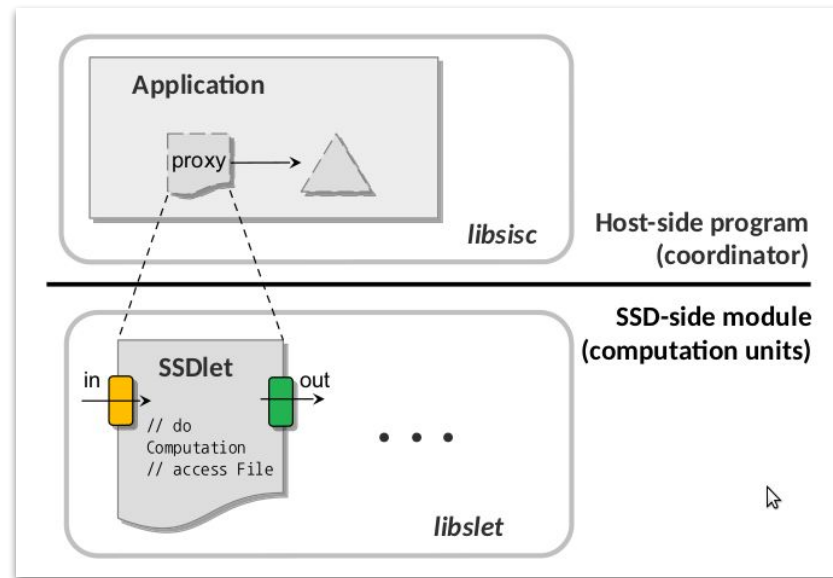 Application
proxy
libsisc
Host-side program
(coordinator)
SSD-side module
(computation units)
SSDlet
in
out
// do
Computation
// access File
libslet